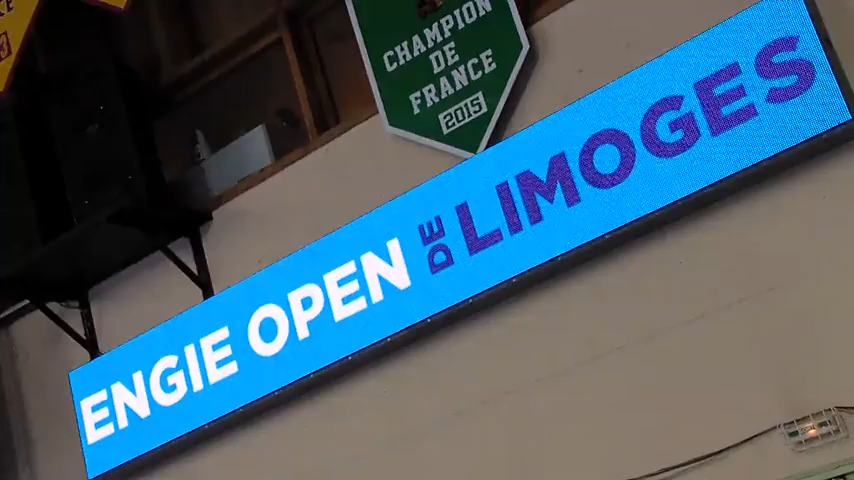 CHAMPION
DE
FRANCE
2015
ENGIE OPEN DE LIMOGES